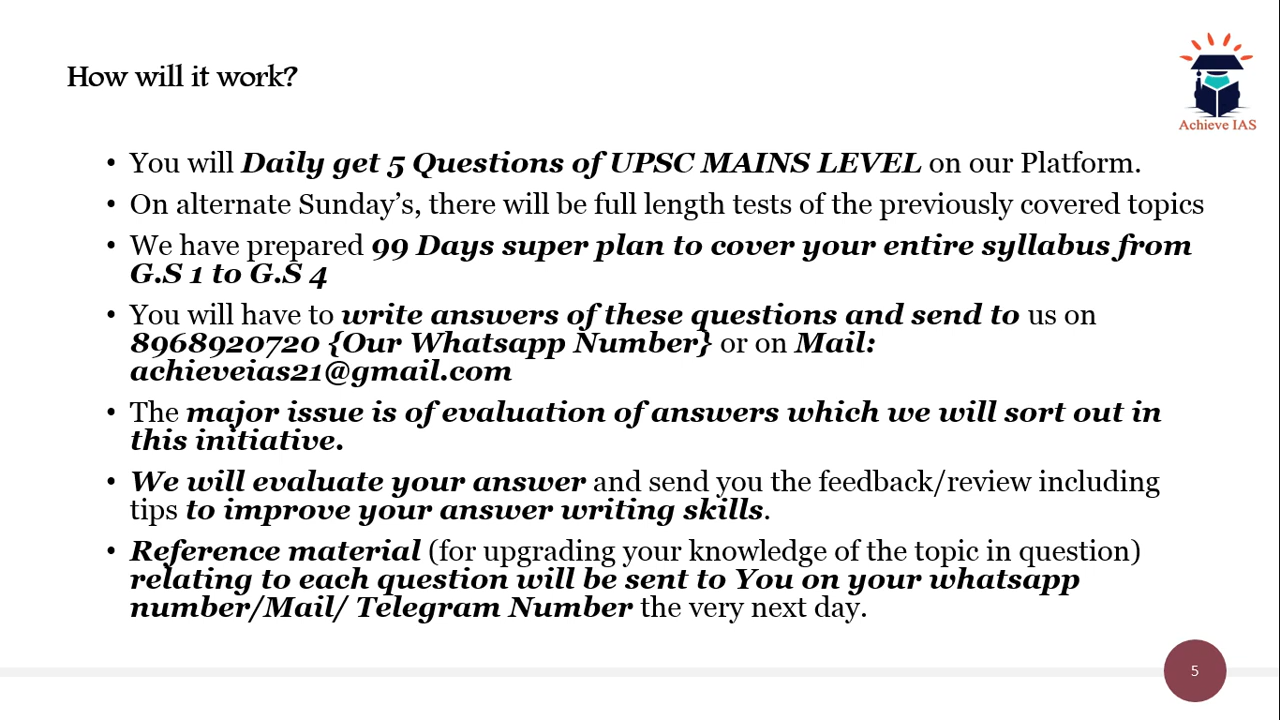 How will it work?
Achieve IAS
• You will Daily get 5 Questions of UPSC MAINS LEVEL on our Platform.
• On alternate Sunday’s, there will be full length tests of the previously covered topics
• We have prepared 99 Days super plan to cover your entire syllabus from
G.S 1 to G.S 4
• You will have to write answers of these questions and send to us on
8968920720 {Our Whatsapp Number} or on Mail:
achieveias21@gmail.com
• The major issue is of evaluation of answers which we will sort out in
this initiative.
• We will evaluate your answer and send you the feedback/review including
tips to improve your answer writing skills.
• Reference material (for upgrading your knowledge of the topic in question)
relating to each question will be sent to You on your whatsapp
number/Mail/ Telegram Number the very next day.
5